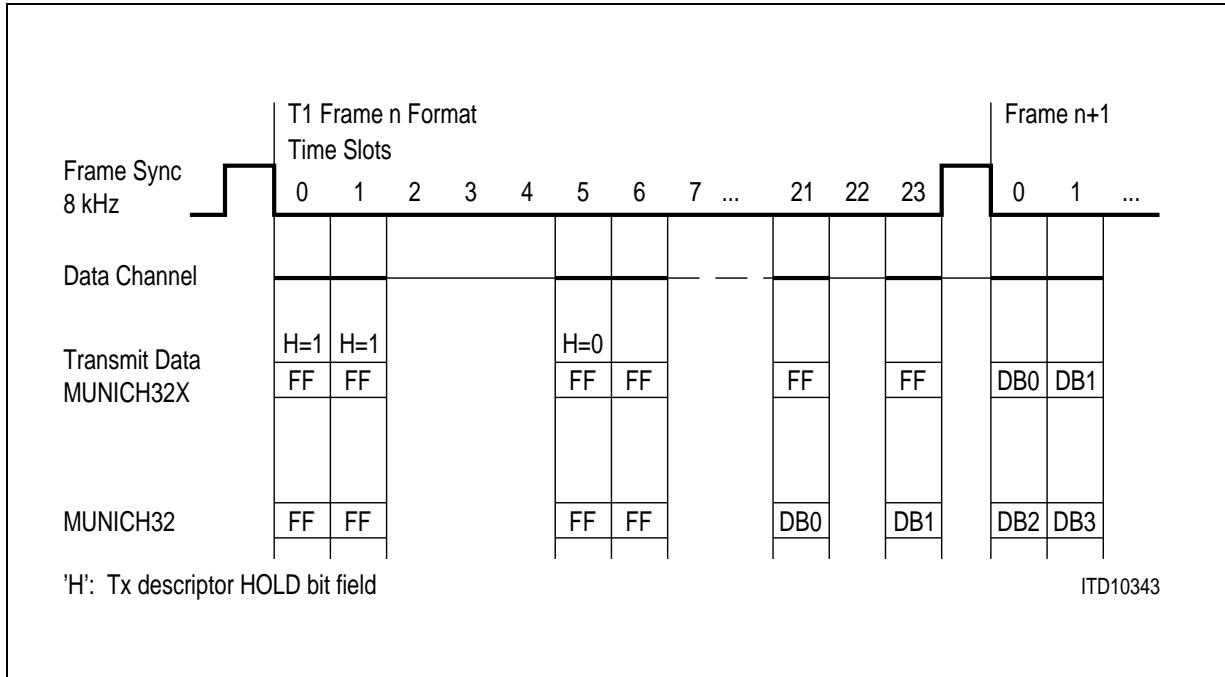 T1 Frame n Format
Frame n+1
Time Slots
Frame Sync
8 kHz
0 1 2 3 4 5 6 7 ... 21 22 23 0 1 ...
Data Channel
H=1 H=1 H=0
Transmit Data
MUNICH32X
FF FF FF FF FF FF DB0 DB1
MUNICH32
FF FF FF FF DB0 DB1 DB2 DB3
'H': Tx descriptor HOLD bit field
ITD10343